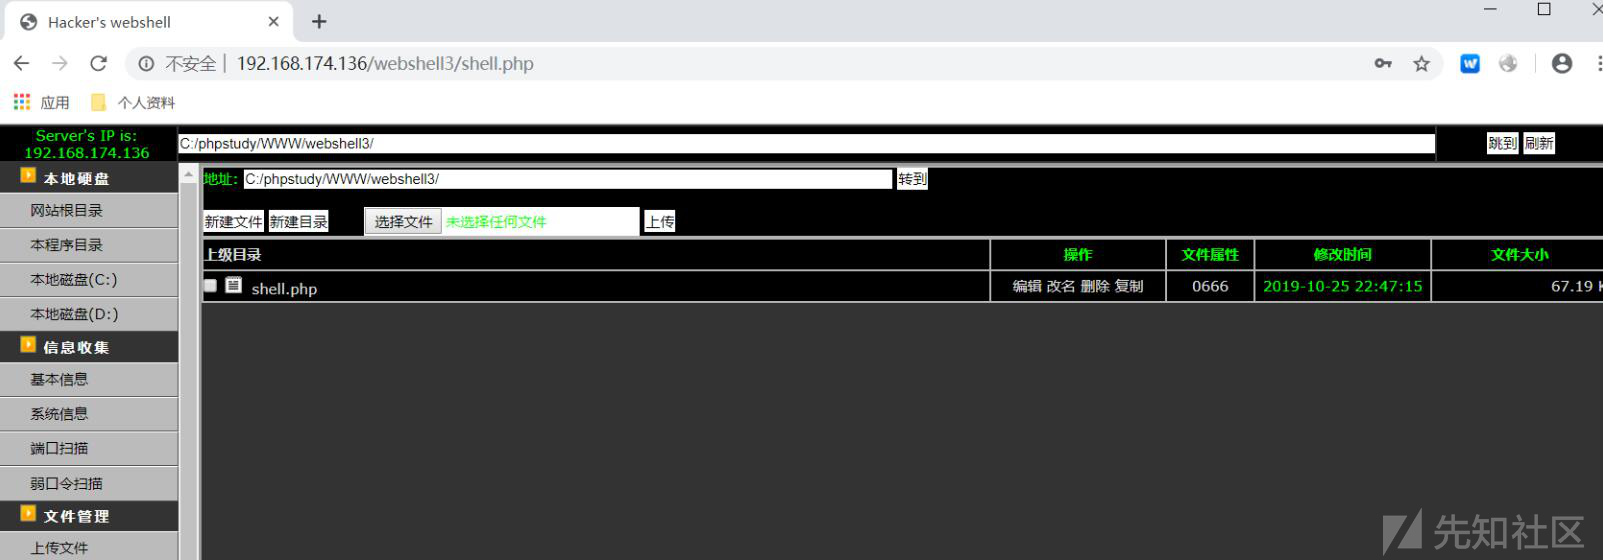 Hacker's webshell
不安全 | 192.168.174.136/webshell3/shell.php
应用 个人资料
Server's IP is:
192.168.174.136
C:/phpstudy/WWW/webshell3/
跳到 刷新
本地硬盘
网站根目录
本程序目录
本地磁盘(C:)
本地磁盘(D:)
信息收集
基本信息
系统信息
端口扫描
弱口令扫描
文件管理
上传文件
地址: C:/phpstudy/WWW/webshell3/ 转到
新建文件 新建目录 选择文件 未选择任何文件 上传
上级目录 操作 文件属性 修改时间 文件大小
shell.php 编辑 改名 删除 复制 0666 2019-10-25 22:47:15 67.19
先知社区